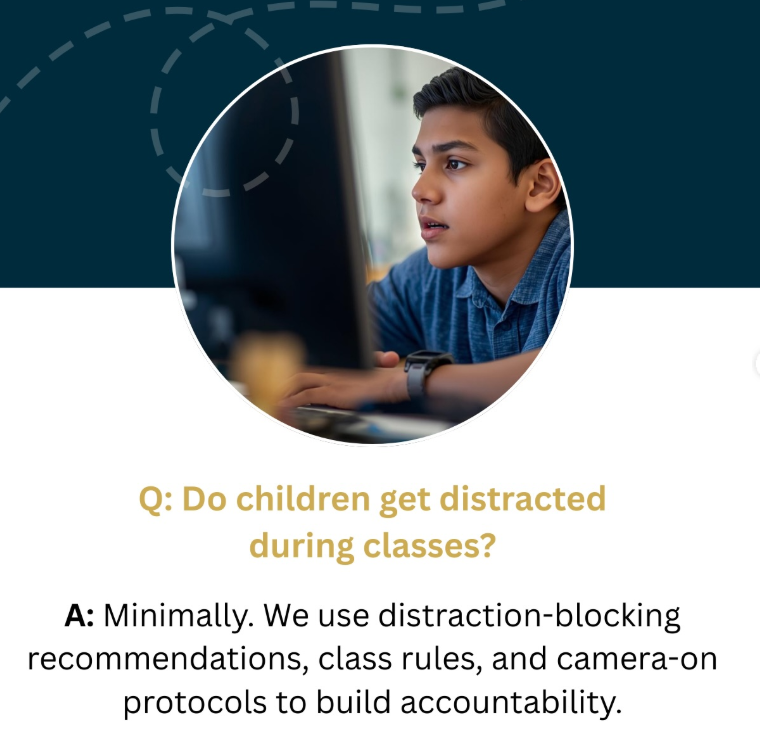 Q: Do children get distracted
during classes?
A: Minimally. We use distraction-blocking
recommendations, class rules, and camera-on
protocols to build accountability.